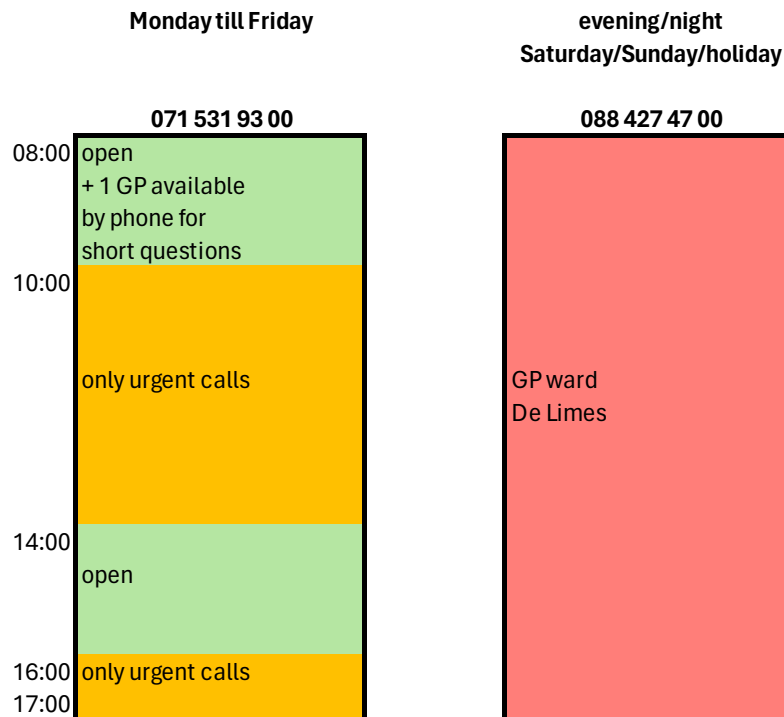 Monday till Friday
071 531 93 00
08:00 open
+ 1 GP available
by phone for
short questions
10:00
only urgent calls
14:00
open
16:00 only urgent calls
17:00
evening/night
Saturday/Sunday/holiday
088 427 47 00
GP ward
De Limes